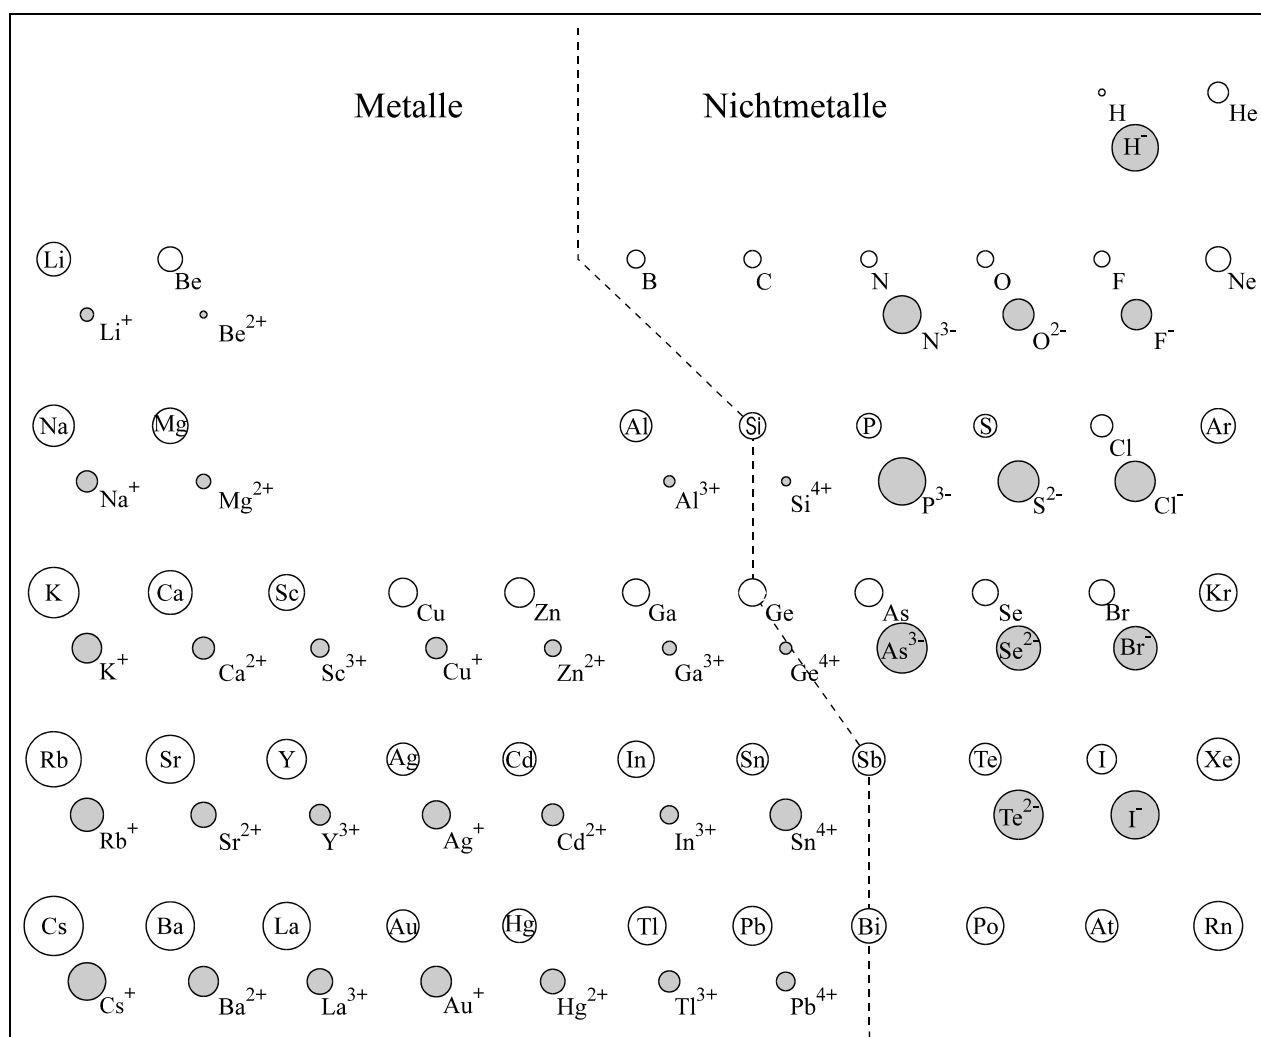 Metalle Nichtmetalle
H He
H⁻
Li Be B C N O F Ne
Li⁺ Be²⁺ N³⁻ O²⁻ F⁻
Na Mg Al Si P S Cl Ar
Na⁺ Mg²⁺ Al³⁺ Si⁴⁺ P³⁻ S²⁻ Cl⁻
K Ca Sc Cu Zn Ga Ge As Se Br Kr
K⁺ Ca²⁺ Sc³⁺ Cu⁺ Zn²⁺ Ga³⁺ Ge⁴⁺ As³⁻ Se²⁻ Br⁻
Rb Sr Y Ag Cd In Sn Sb Te I Xe
Rb⁺ Sr²⁺ Y³⁺ Ag⁺ Cd²⁺ In³⁺ Sn⁴⁺ Te²⁻ I⁻
Cs Ba La Au Hg Tl Pb Bi Po At Rn
Cs⁺ Ba²⁺ La³⁺ Au⁺ Hg²⁺ Tl³⁺ Pb⁴⁺